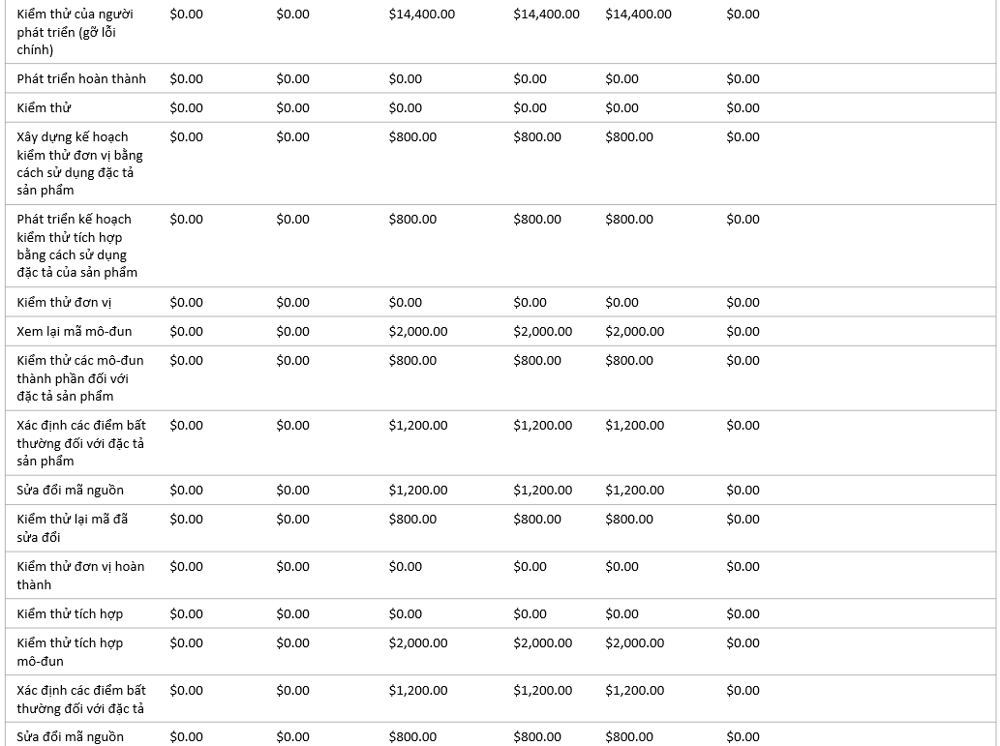 Kiểm thử của người $0.00 $0.00 $14,400.00 $14,400.00 $14,400.00 $0.00
phát triển (gỡ lỗi
chính)
Phát triển hoàn thành $0.00 $0.00 $0.00 $0.00 $0.00 $0.00
Kiểm thử $0.00 $0.00 $0.00 $0.00 $0.00 $0.00
Xây dựng kế hoạch $0.00 $0.00 $800.00 $800.00 $800.00 $0.00
kiểm thử đơn vị bằng
cách sử dụng đặc tả
sản phẩm
Phát triển kế hoạch $0.00 $0.00 $800.00 $800.00 $800.00 $0.00
kiểm thử tích hợp
bằng cách sử dụng
đặc tả của sản phẩm
Kiểm thử đơn vị $0.00 $0.00 $0.00 $0.00 $0.00 $0.00
Xem lại mã mô-đun $0.00 $0.00 $2,000.00 $2,000.00 $2,000.00 $0.00
Kiểm thử các mô-đun $0.00 $0.00 $800.00 $800.00 $800.00 $0.00
thành phần đối với
đặc tả sản phẩm
Xác định các điểm bất $0.00 $0.00 $1,200.00 $1,200.00 $1,200.00 $0.00
thường đối với đặc tả
sản phẩm
Sửa đổi mã nguồn $0.00 $0.00 $1,200.00 $1,200.00 $1,200.00 $0.00
Kiểm thử lại mã đã $0.00 $0.00 $800.00 $800.00 $800.00 $0.00
sửa đổi
Kiểm thử đơn vị hoàn $0.00 $0.00 $0.00 $0.00 $0.00 $0.00
thành
Kiểm thử tích hợp $0.00 $0.00 $0.00 $0.00 $0.00 $0.00
Kiểm thử tích hợp $0.00 $0.00 $2,000.00 $2,000.00 $2,000.00 $0.00
mô-đun
Xác định các điểm bất $0.00 $0.00 $1,200.00 $1,200.00 $1,200.00 $0.00
thường đối với đặc tả
Sửa đổi mã nguồn $0.00 $0.00 $800.00 $800.00 $800.00 $0.00